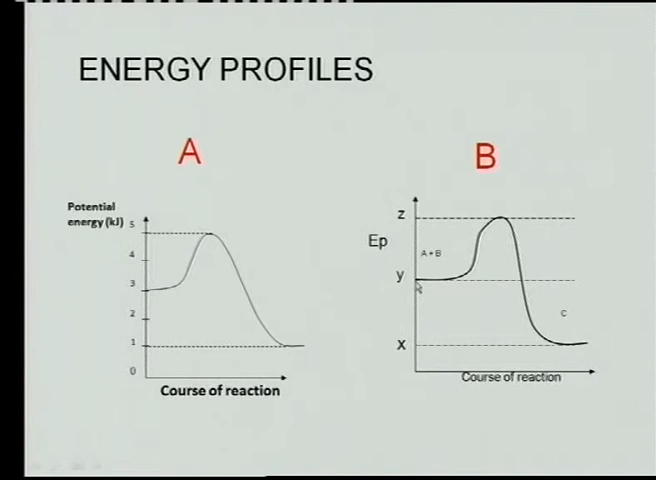 ENERGY PROFILES
A
B
Potential
energy (kJ)
5
4
3
2
1
0
Course of reaction
Ep
z
y
x
A+B
C
Course of reaction